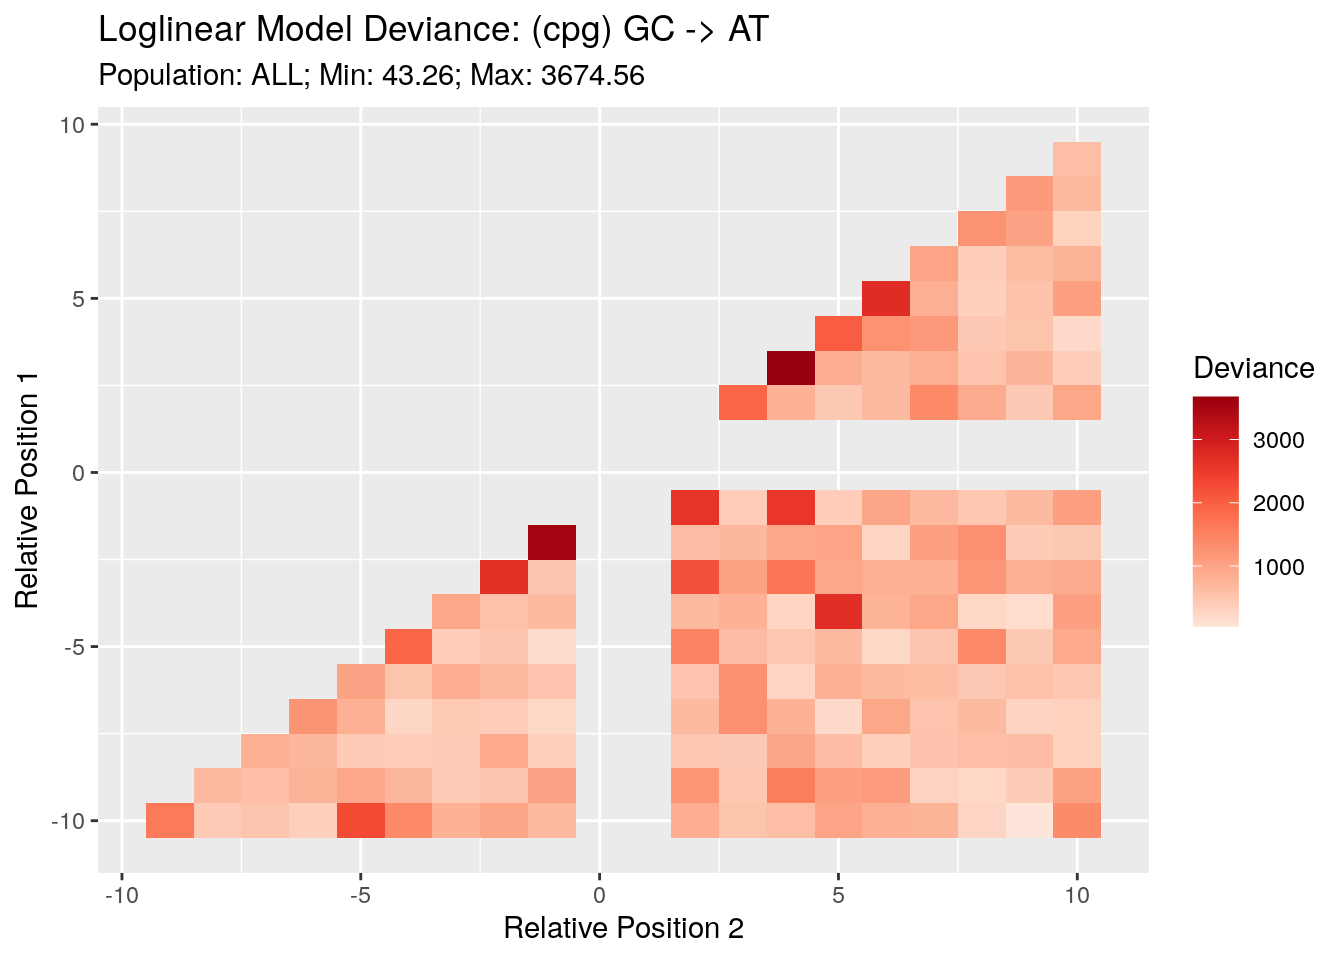 Loglinear Model Deviance: (cpg) GC -> AT
Population: ALL; Min: 43.26; Max: 3674.56
10
5
0
-5
-10
Relative Position 1
-10
-5
0
5
10
Relative Position 2
Deviance
3000
2000
1000